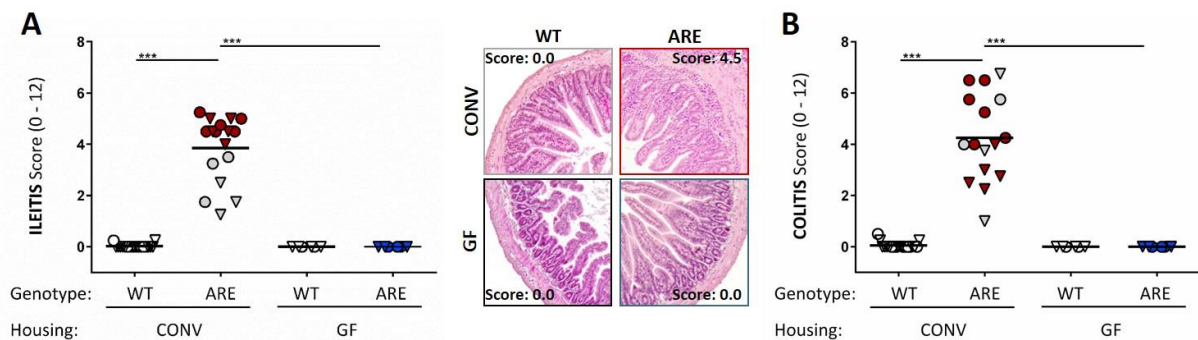 A
ILEITIS Score (0 - 12)
8
6
4
2
0
***
***
Genotype: WT ARE WT ARE
Housing: CONV GF
WT ARE
CONV
GF
Score: 0.0
Score: 4.5
Score: 0.0
Score: 0.0
B
COLITIS Score (0 - 12)
8
6
4
2
0
***
***
Genotype: WT ARE WT ARE
Housing: CONV GF